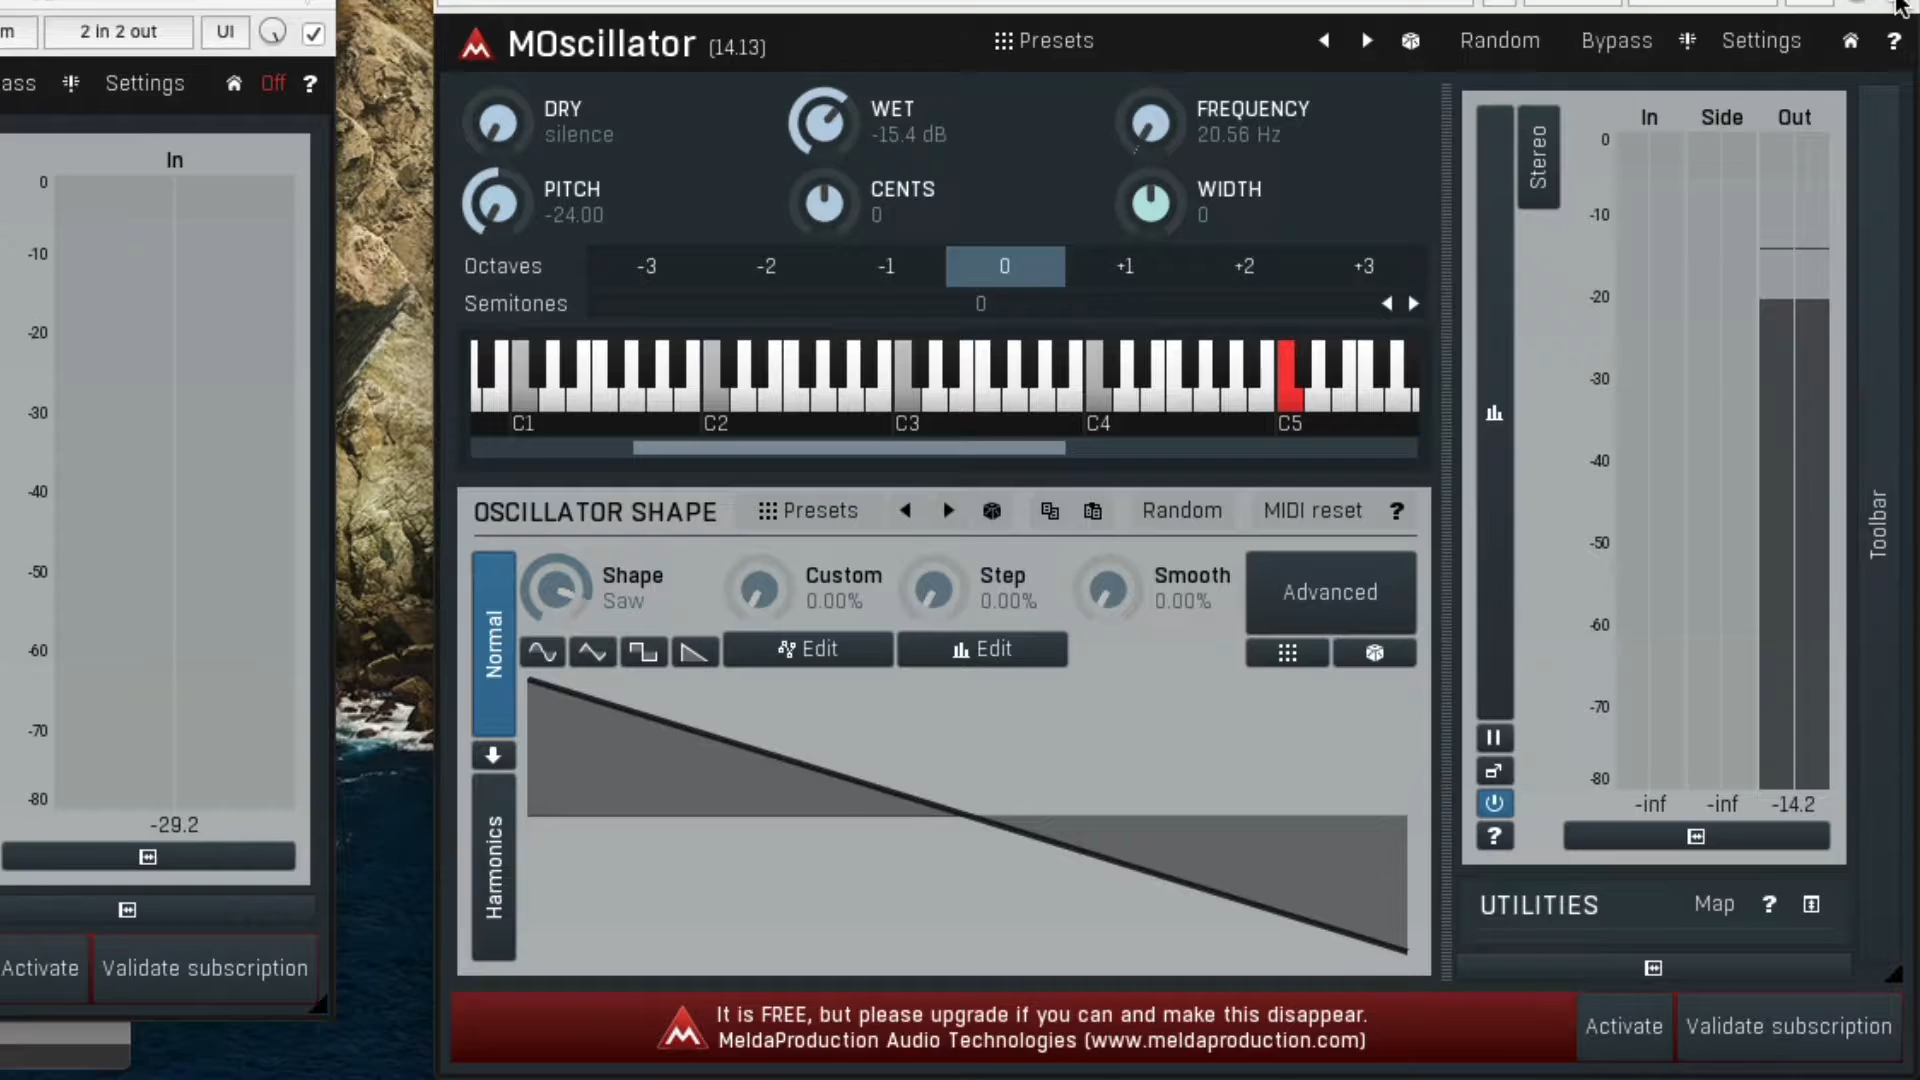 m
2 in 2 out
UI
ass
Settings
Off
?
In
0
-10
-20
-30
-40
-50
-60
-70
-80
-29.2
Activate
Validate subscription
MOscillator (14.13)
Presets
Random
Bypass
Settings
?
DRY
silence
WET
-15.4 dB
FREQUENCY
20.56 Hz
PITCH
-24.00
CENTS
0
WIDTH
0
Octaves -3 -2 -1 0 +1 +2 +3
Semitones 0
C1 C2 C3 C4 C5
OSCILLATOR SHAPE
Presets
Random
MIDI reset
?
Normal
Harmonics
Shape
Saw
Custom
0.00%
Step
0.00%
Smooth
0.00%
Advanced
Edit
Edit
Stereo
In Side Out
0
-10
-20
-30
-40
-50
-60
-70
-80
-inf -inf -14.2
?
Toolbar
UTILITIES
Map
?
It is FREE, but please upgrade if you can and make this disappear.
MeldaProduction Audio Technologies (www.meldaproduction.com)
Activate
Validate subscription